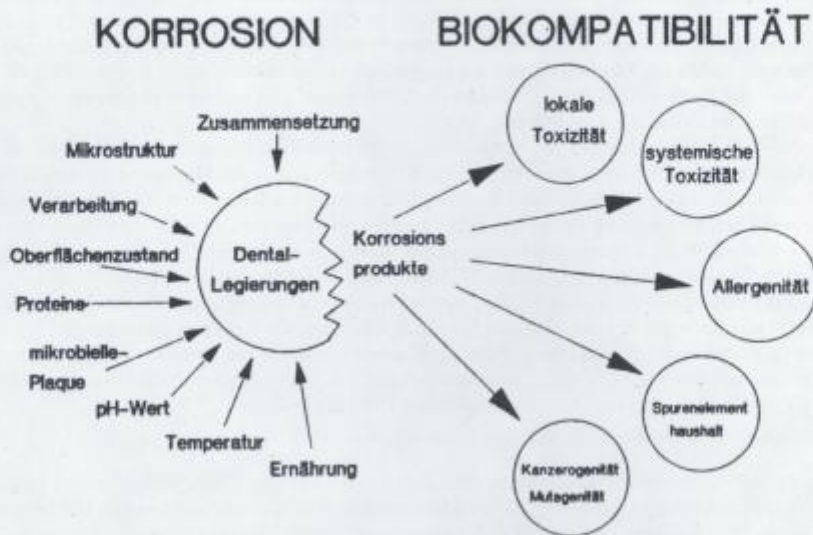 KORROSION
BIOKOMPATIBILITÄT
Zusammensetzung
Mikrostruktur
Verarbeitung
Oberflächenzustand
Proteine
mikrobielle-
Plaque
pH-Wert
Temperatur
Ernährung
Dental-
Legierungen
Korrosions
produkte
lokale
Toxizität
systemische
Toxizität
Allergenität
Spurenelement
haushalt
Kanzerogenität
Mutagenität